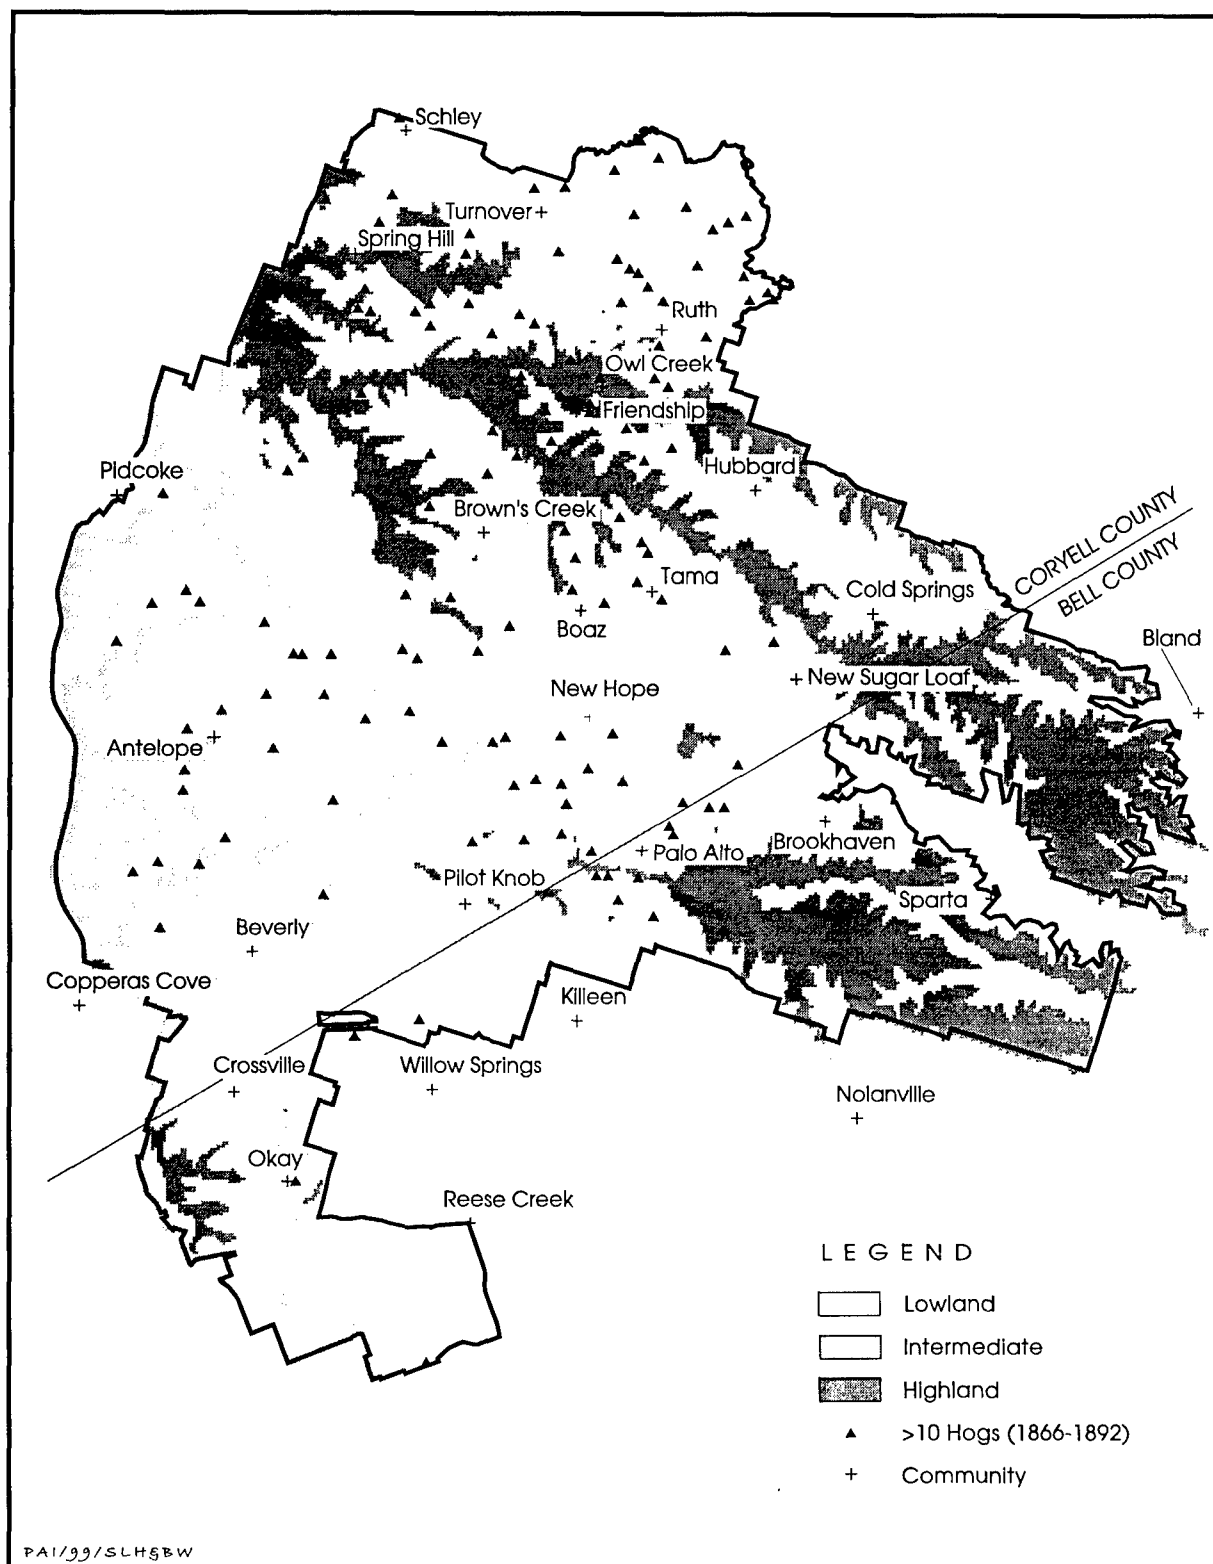 Schley
Turnover
Spring Hill
Ruth
Owl Creek
Friendship
Hubbard
Pidcoke
Brown's Creek
CORYELL COUNTY
BELL COUNTY
Tama
Cold Springs
Boaz
Bland
New Sugar Loaf
New Hope
Antelope
Brookhaven
Palo Alto
Pilot Knob
Sparta
Beverly
Copperas Cove
Killeen
Crossville
Willow Springs
Nolanville
Okay
Reese Creek
LEGEND
Lowland
Intermediate
Highland
>10 Hogs (1866-1892)
Community
PAI/99/SLH&BW